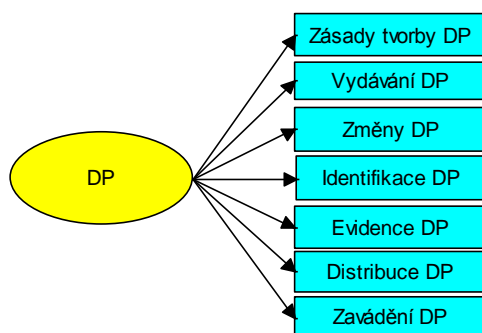 Zásady tvorby DP
Vydávání DP
Změny DP
DP
Identifikace DP
Evidence DP
Distribuce DP
Zavádění DP